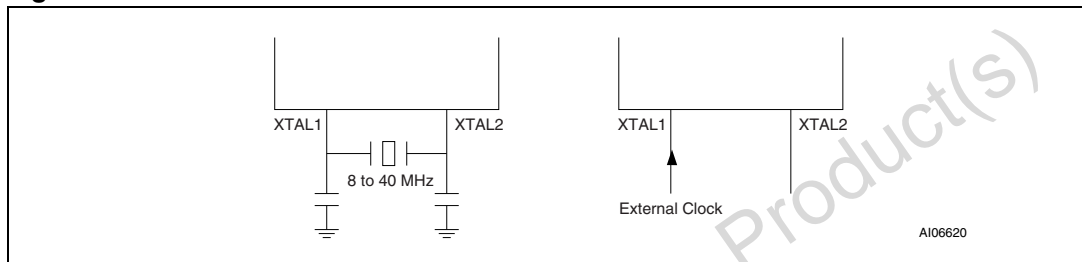 XTAL1 XTAL2
8 to 40 MHz
XTAL1 XTAL2
External Clock
AI06620
Product(s)